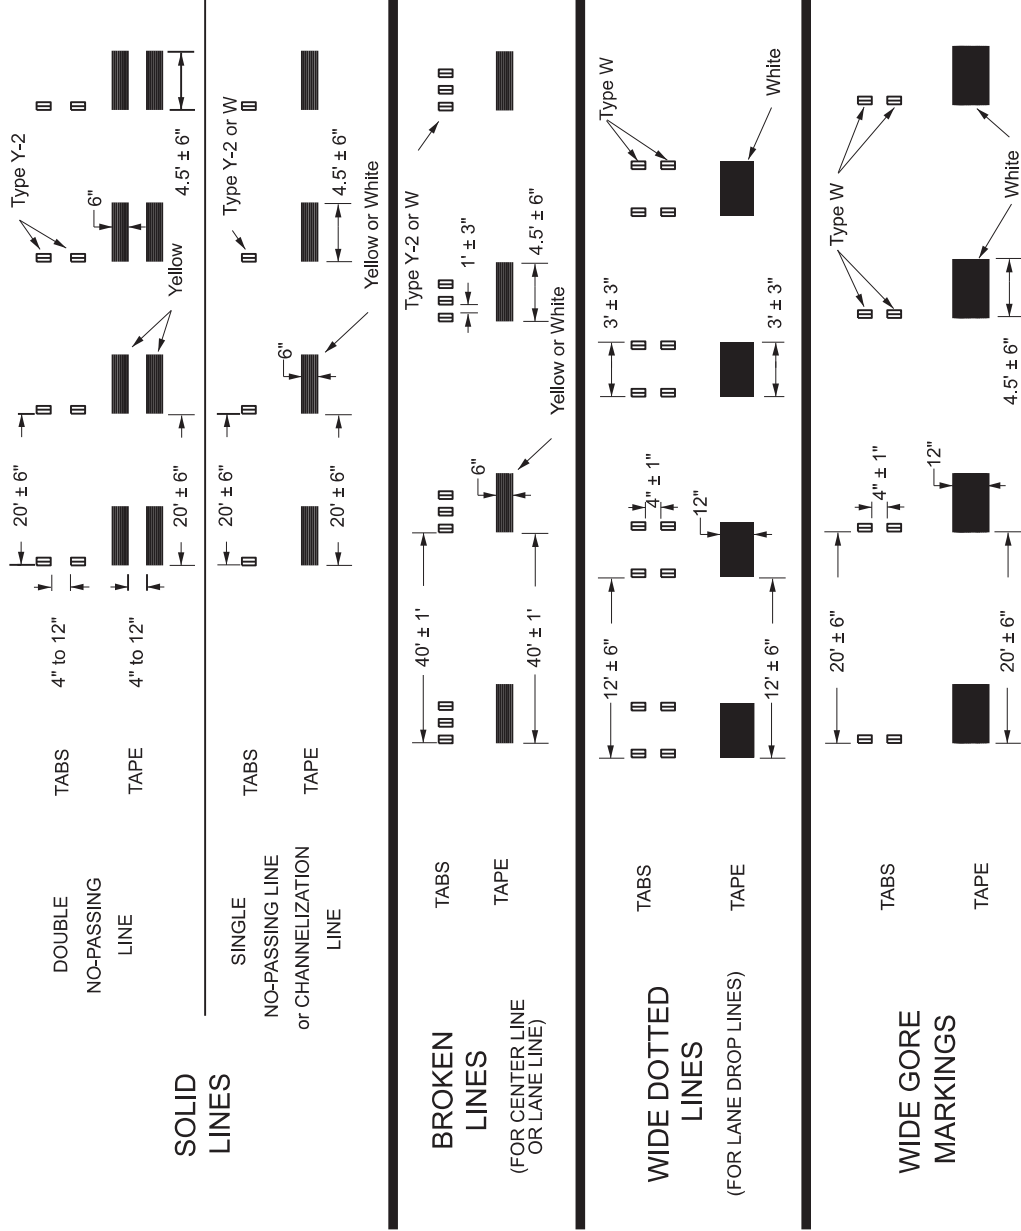 SOLID
LINES
DOUBLE
NO-PASSING
LINE
TABS
TAPE
4" to 12"
4" to 12"
20' ± 6"
20' ± 6"
Type Y-2
6"
Yellow
4.5' ± 6"
SINGLE
NO-PASSING LINE
or CHANNELIZATION
LINE
TABS
TAPE
20' ± 6"
20' ± 6"
6"
Type Y-2 or W
4.5' ± 6"
Yellow or White
BROKEN
LINES
(FOR CENTER LINE
OR LANE LINE)
TABS
TAPE
40' ± 1'
40' ± 1'
6"
Type Y-2 or W
1' ± 3"
4.5' ± 6"
Yellow or White
WIDE DOTTED
LINES
(FOR LANE DROP LINES)
TABS
TAPE
12' ± 6"
12' ± 6"
4" ± 1"
12"
3' ± 3"
3' ± 3"
Type W
White
WIDE GORE
MARKINGS
TABS
TAPE
20' ± 6"
20' ± 6"
4" ± 1"
12"
Type W
4.5' ± 6"
White